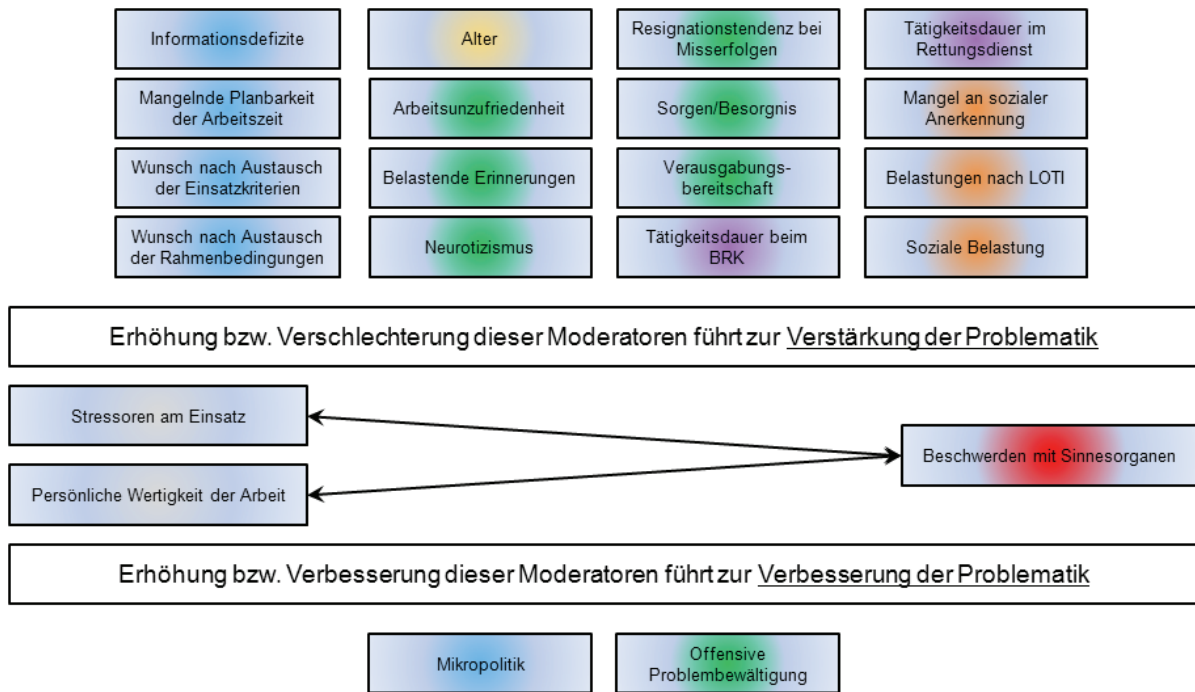 Informationsdefizite
Alter
Resignationstendenz bei
Misserfolgen
Tätigkeitsdauer im
Rettungsdienst
Mangelnde Planbarkeit
der Arbeitszeit
Arbeitsunzufriedenheit
Sorgen/Besorgnis
Mangel an sozialer
Anerkennung
Wunsch nach Austausch
der Einsatzkriterien
Belastende Erinnerungen
Verausgabungs-
bereitschaft
Belastungen nach LOTI
Wunsch nach Austausch
der Rahmenbedingungen
Neurotizismus
Tätigkeitsdauer beim
BRK
Soziale Belastung
Erhöhung bzw. Verschlechterung dieser Moderatoren führt zur Verstärkung der Problematik
Stressoren am Einsatz
Beschwerden mit Sinnesorganen
Persönliche Wertigkeit der Arbeit
Erhöhung bzw. Verbesserung dieser Moderatoren führt zur Verbesserung der Problematik
Mikropolitik
Offensive
Problembewältigung